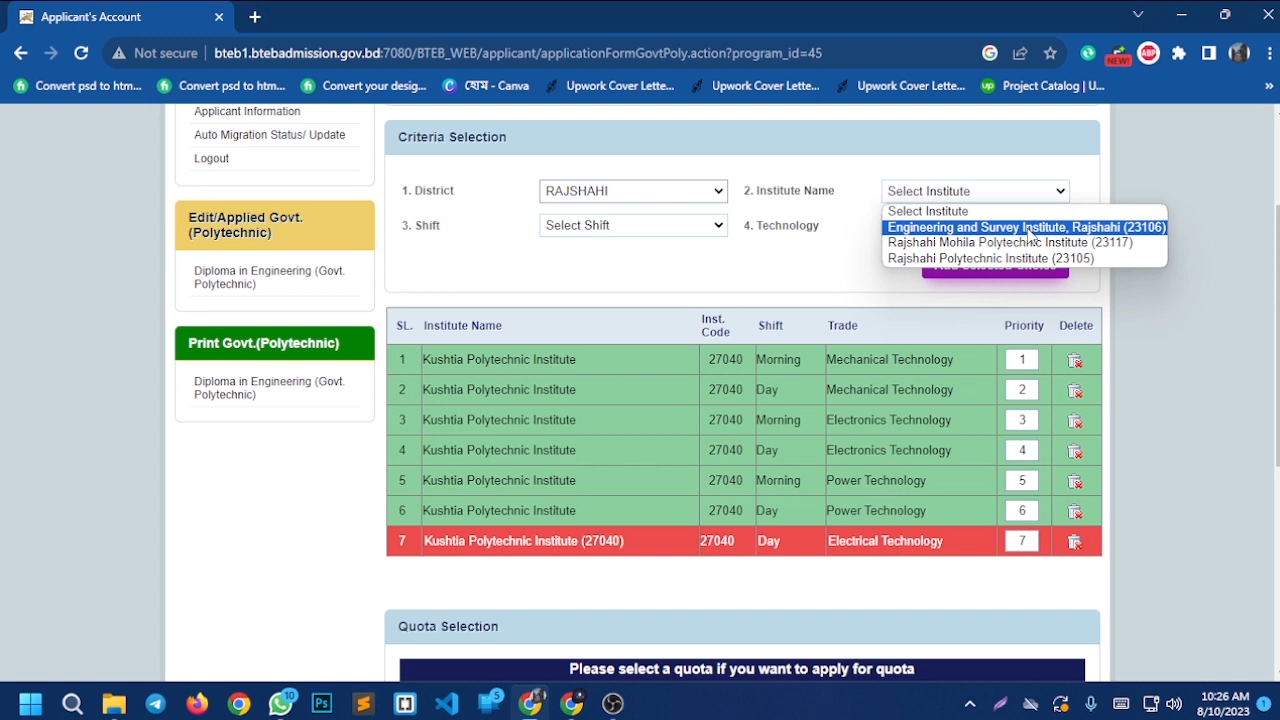 Applicant's Account
Not secure
bteb1.btebadmission.gov.bd:7080/BTEB_WEB/applicant/applicationFormGovtPoly.action?program_id=45
NEW!
ABP
Convert psd to htm...
Convert psd to htm...
Convert your desig...
হোম - Canva
Upwork Cover Lette...
Upwork Cover Lette...
Upwork Cover Lette...
Project Catalog | U...
»
Applicant Information
Auto Migration Status/ Update
Logout
Edit/Applied Govt.
(Polytechnic)
Diploma in Engineering (Govt.
Polytechnic)
Print Govt.(Polytechnic)
Diploma in Engineering (Govt.
Polytechnic)
Criteria Selection
1. District
RAJSHAHI
2. Institute Name
Select Institute
3. Shift
Select Shift
4. Technology
Select Institute
Engineering and Survey Institute, Rajshahi (23106)
Rajshahi Mohila Polytechnic Institute (23117)
Rajshahi Polytechnic Institute (23105)
SL. Institute Name Inst. Code Shift Trade Priority Delete
1 Kushtia Polytechnic Institute 27040 Morning Mechanical Technology 1
2 Kushtia Polytechnic Institute 27040 Day Mechanical Technology 2
3 Kushtia Polytechnic Institute 27040 Morning Electronics Technology 3
4 Kushtia Polytechnic Institute 27040 Day Electronics Technology 4
5 Kushtia Polytechnic Institute 27040 Morning Power Technology 5
6 Kushtia Polytechnic Institute 27040 Day Power Technology 6
7 Kushtia Polytechnic Institute (27040) 27040 Day Electrical Technology 7
Quota Selection
Please select a quota if you want to apply for quota
10
Ps
5
10:26 AM
8/10/2023
1